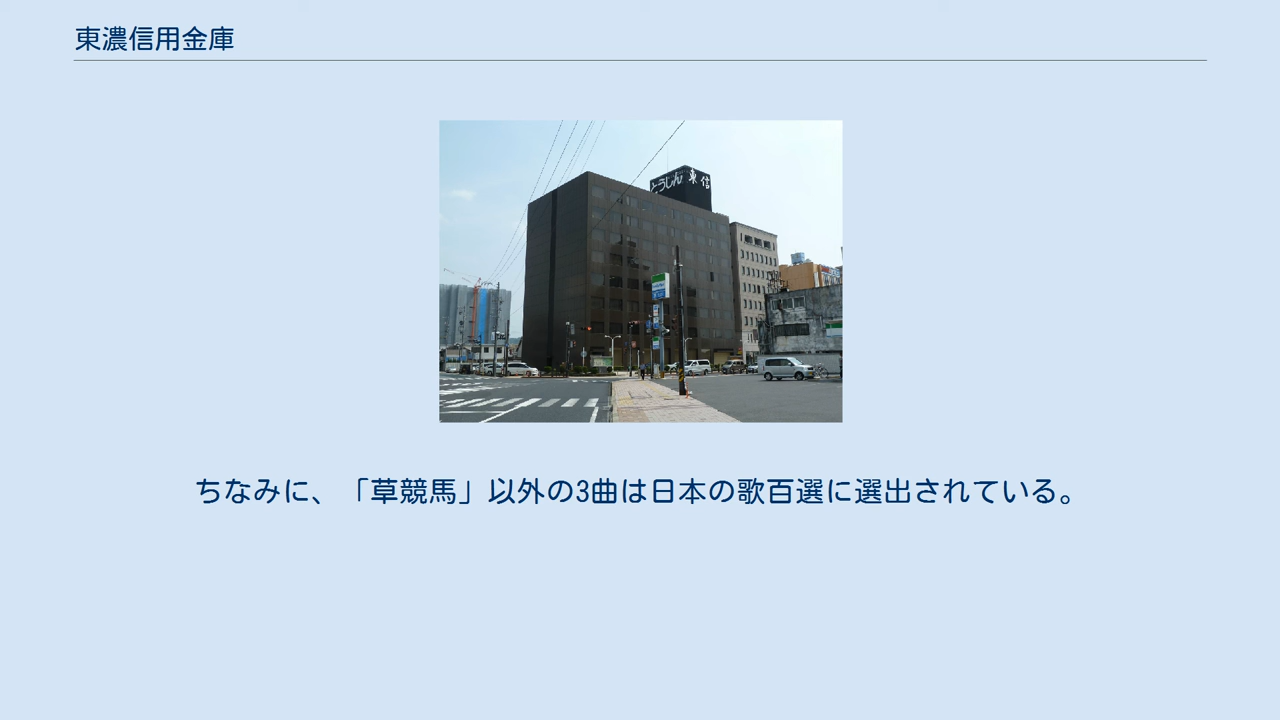 東濃信用金庫
とうしん 東信
ちなみに、「草競馬」以外の3曲は日本の歌百選に選出されている。